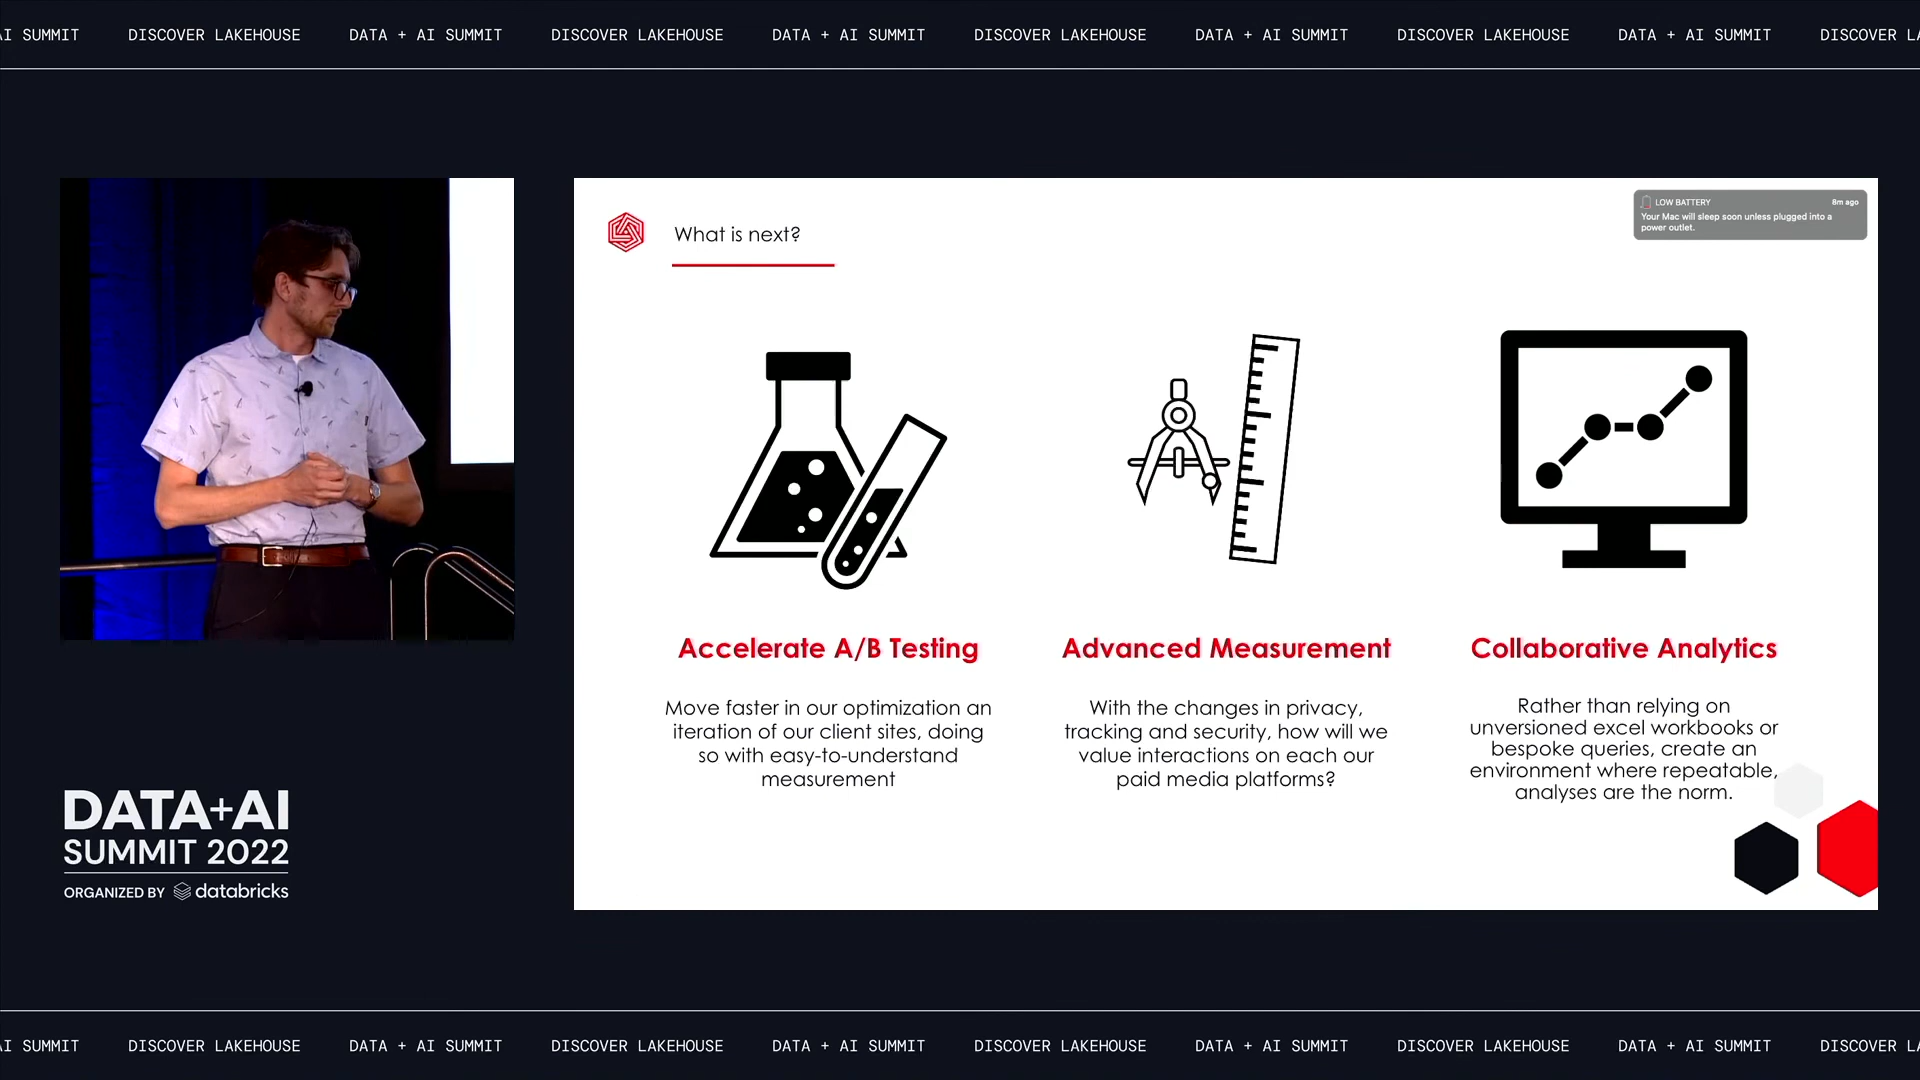 AI SUMMIT DISCOVER LAKEHOUSE DATA + AI SUMMIT DISCOVER LAKEHOUSE DATA + AI SUMMIT DISCOVER LAKEHOUSE DATA + AI SUMMIT DISCOVER LAKEHOUSE DATA + AI SUMMIT DISCOVER LA
LOW BATTERY 8m ago
Your Mac will sleep soon unless plugged into a
power outlet.
What is next?
Accelerate A/B Testing
Move faster in our optimization an
iteration of our client sites, doing
so with easy-to-understand
measurement
Advanced Measurement
With the changes in privacy,
tracking and security, how will we
value interactions on each our
paid media platforms?
Collaborative Analytics
Rather than relying on
unversioned excel workbooks or
bespoke queries, create an
environment where repeatable,
analyses are the norm.
DATA+AI
SUMMIT 2022
ORGANIZED BY databricks
AI SUMMIT DISCOVER LAKEHOUSE DATA + AI SUMMIT DISCOVER LAKEHOUSE DATA + AI SUMMIT DISCOVER LAKEHOUSE DATA + AI SUMMIT DISCOVER LAKEHOUSE DATA + AI SUMMIT DISCOVER LA